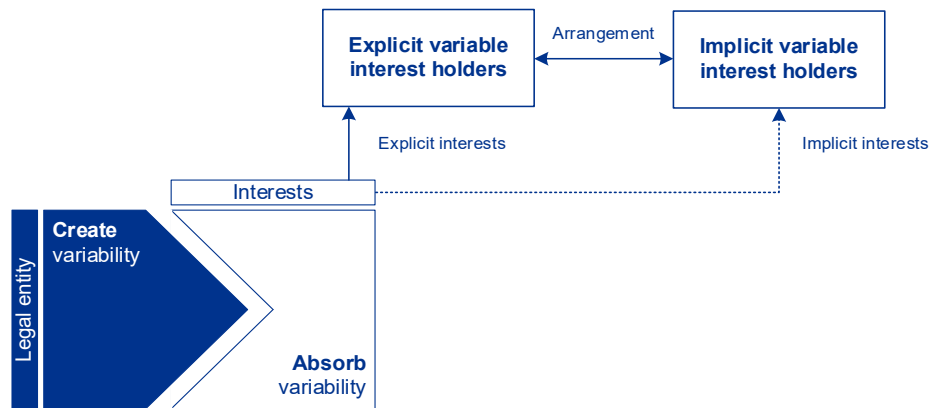 Explicit variable
interest holders
Arrangement
Implicit variable
interest holders
Explicit interests
Implicit interests
Interests
Legal entity
Create
variability
Absorb
variability